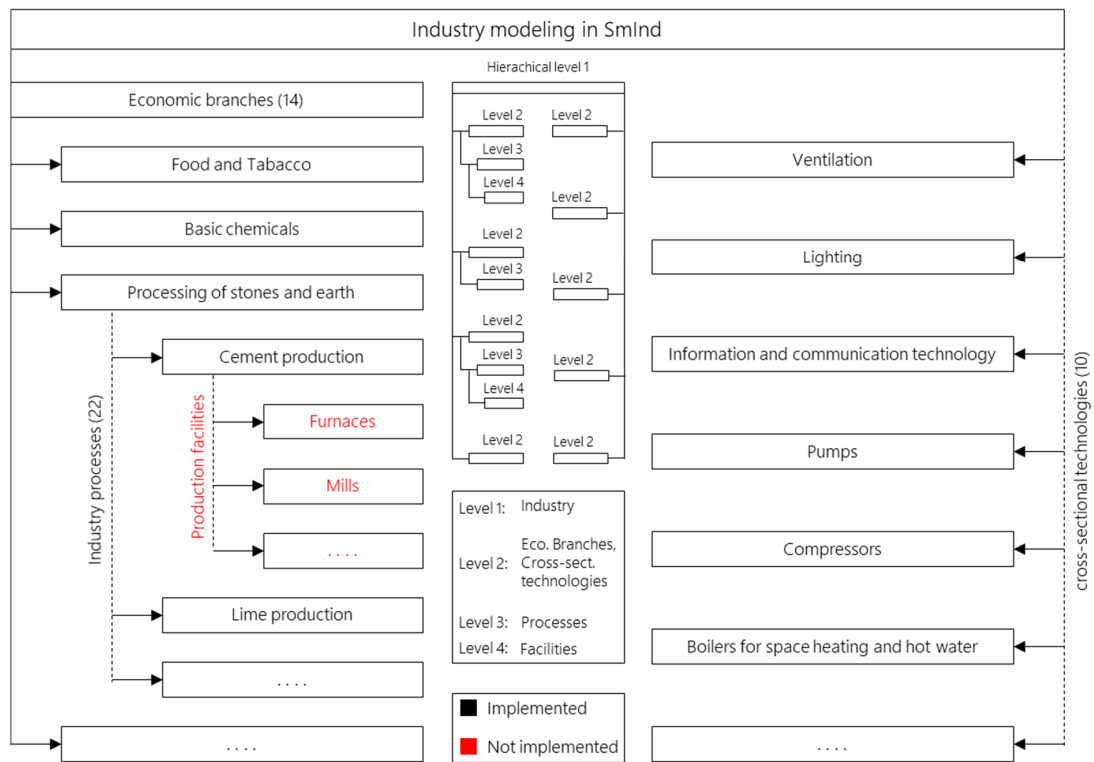 Industry modeling in SmInd
Economic branches (14)
Food and Tabacco
Basic chemicals
Processing of stones and earth
Industry processes (22)
Cement production
Production facilities
Furnaces
Mills
. . . .
Lime production
. . . .
. . . .
Hierachical level 1
Level 2
Level 2
Level 3
Level 4
Level 2
Level 2
Level 3
Level 2
Level 2
Level 3
Level 2
Level 4
Level 2
Level 2
Level 1: Industry
Level 2: Eco. Branches,
Cross-sect.
technologies
Level 3: Processes
Level 4: Facilities
Implemented
Not implemented
Ventilation
Lighting
Information and communication technology
Pumps
Compressors
Boilers for space heating and hot water
. . . .
cross-sectional technologies (10)